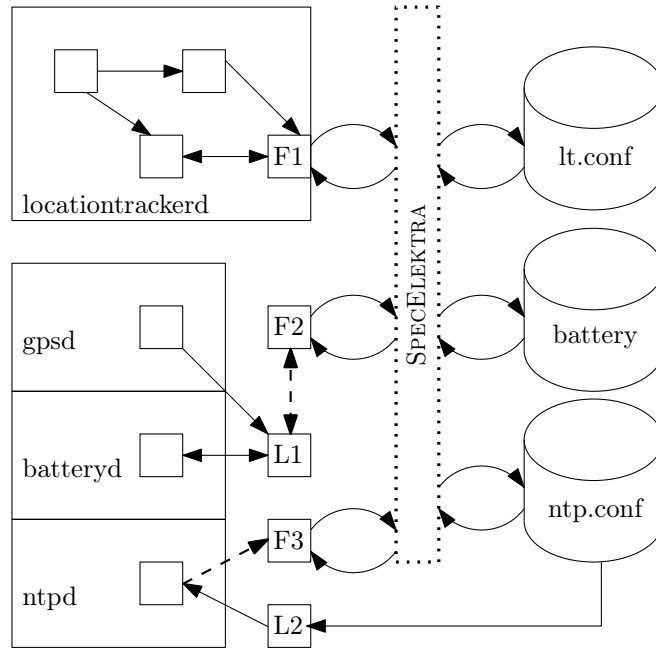 F1
lt.conf
locationtrackerd
SPECELEKTRA
gpsd
F2
battery
batteryd
L1
ntp.conf
F3
ntpd
L2